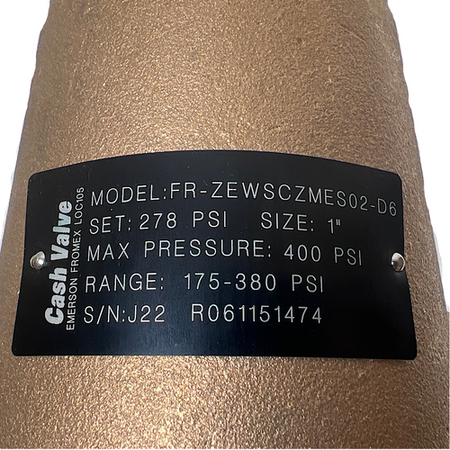 Cash Valve
EMERSON FROMEX LOC105
MODEL:FR-ZEWSCZMES02-D6
SET: 278 PSI SIZE: 1"
MAX PRESSURE: 400 PSI
RANGE: 175-380 PSI
S/N:J22 R061151474